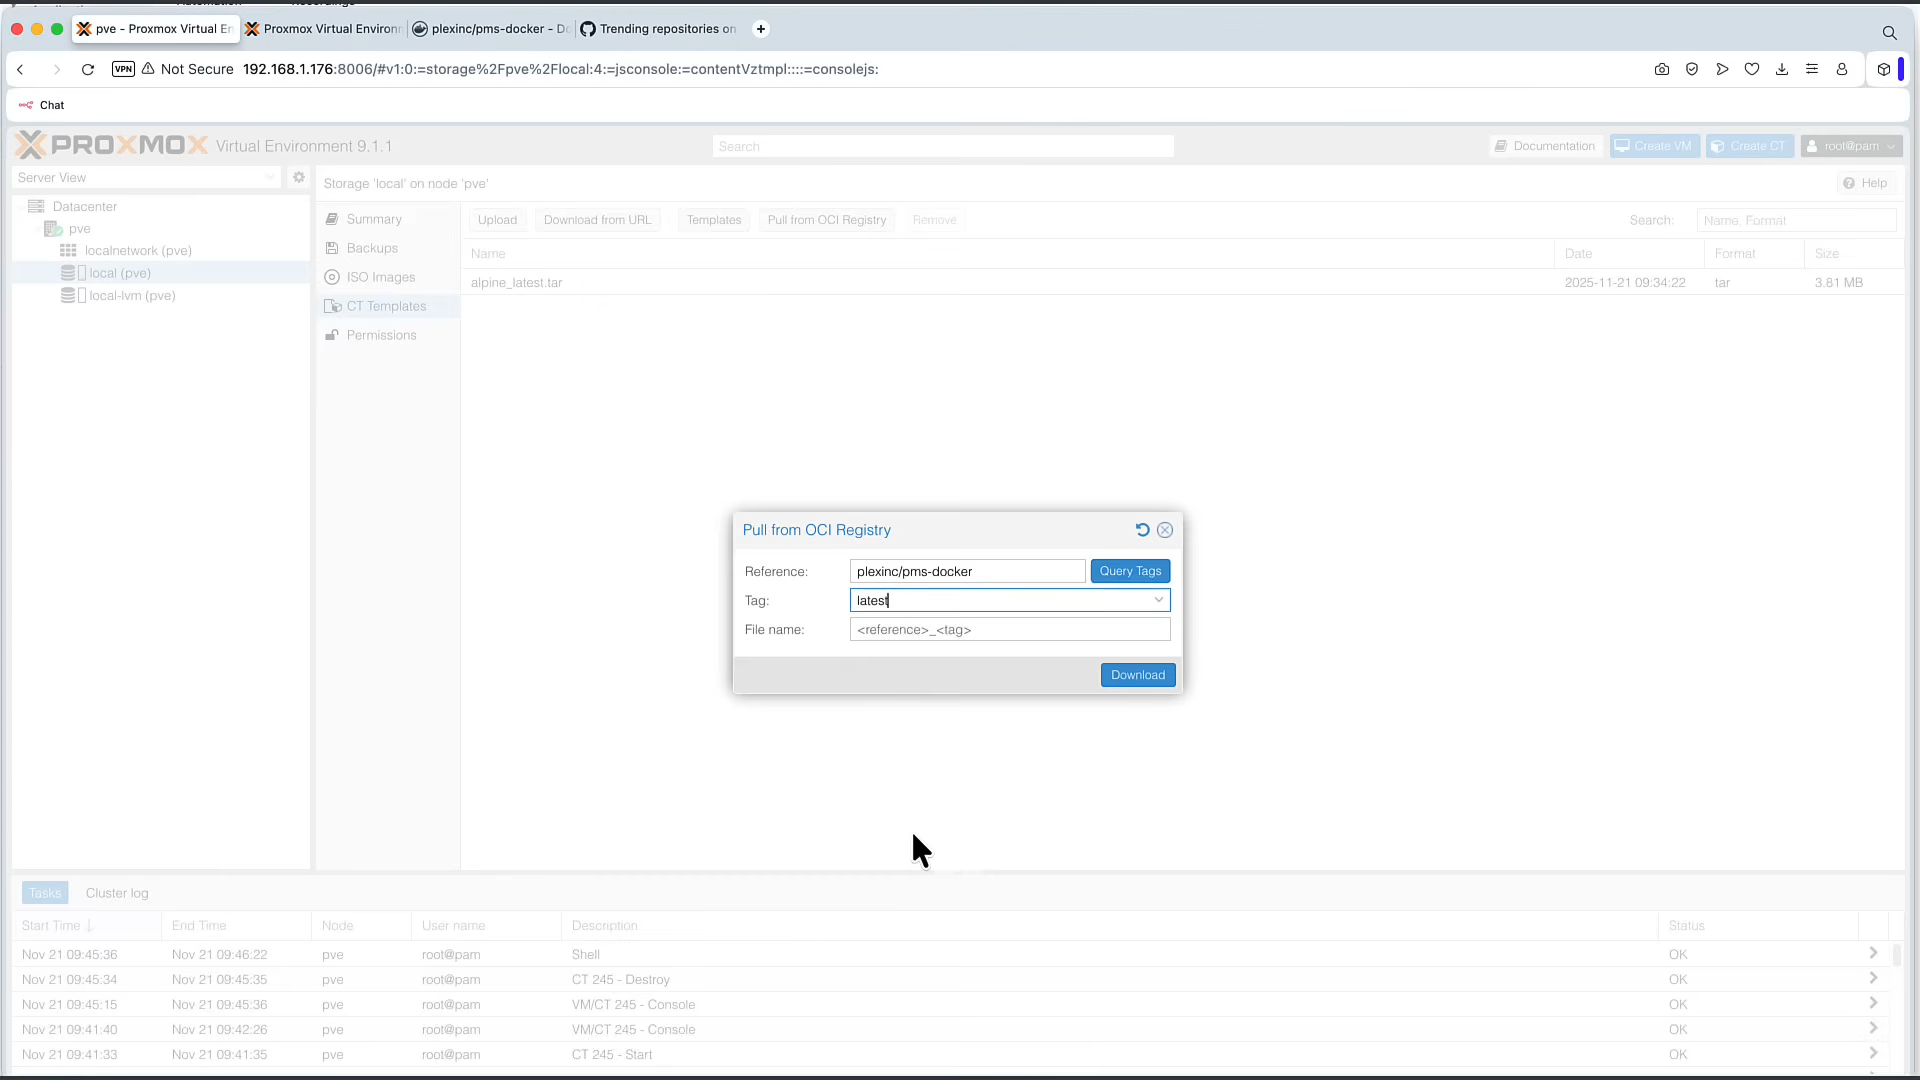 pve - Proxmox Virtual En
Proxmox Virtual Environm
plexinc/pms-docker - Do
Trending repositories on
VPN
Not Secure
192.168.1.176:8006/#v1:0:=storage%2Fpve%2Flocal:4:=jsconsole:=contentVztmpl::::=consolejs:
Chat
PROXMOX Virtual Environment 9.1.1
Search
Documentation
Create VM
Create CT
root@pam
Server View
Storage 'local' on node 'pve'
Help
Datacenter
pve
localnetwork (pve)
local (pve)
local-lvm (pve)
Summary
Backups
ISO Images
CT Templates
Permissions
Upload
Download from URL
Templates
Pull from OCI Registry
Remove
Search:
Name, Format
Name
Date
Format
Size
alpine_latest.tar
2025-11-21 09:34:22
tar
3.81 MB
Pull from OCI Registry
Reference:
plexinc/pms-docker
Query Tags
Tag:
latest
File name:
<reference>_<tag>
Download
Tasks
Cluster log
Start Time
End Time
Node
User name
Description
Status
Nov 21 09:45:36 Nov 21 09:46:22 pve root@pam Shell OK
Nov 21 09:45:34 Nov 21 09:45:35 pve root@pam CT 245 - Destroy OK
Nov 21 09:45:15 Nov 21 09:45:36 pve root@pam VM/CT 245 - Console OK
Nov 21 09:41:40 Nov 21 09:42:26 pve root@pam VM/CT 245 - Console OK
Nov 21 09:41:33 Nov 21 09:41:35 pve root@pam CT 245 - Start OK